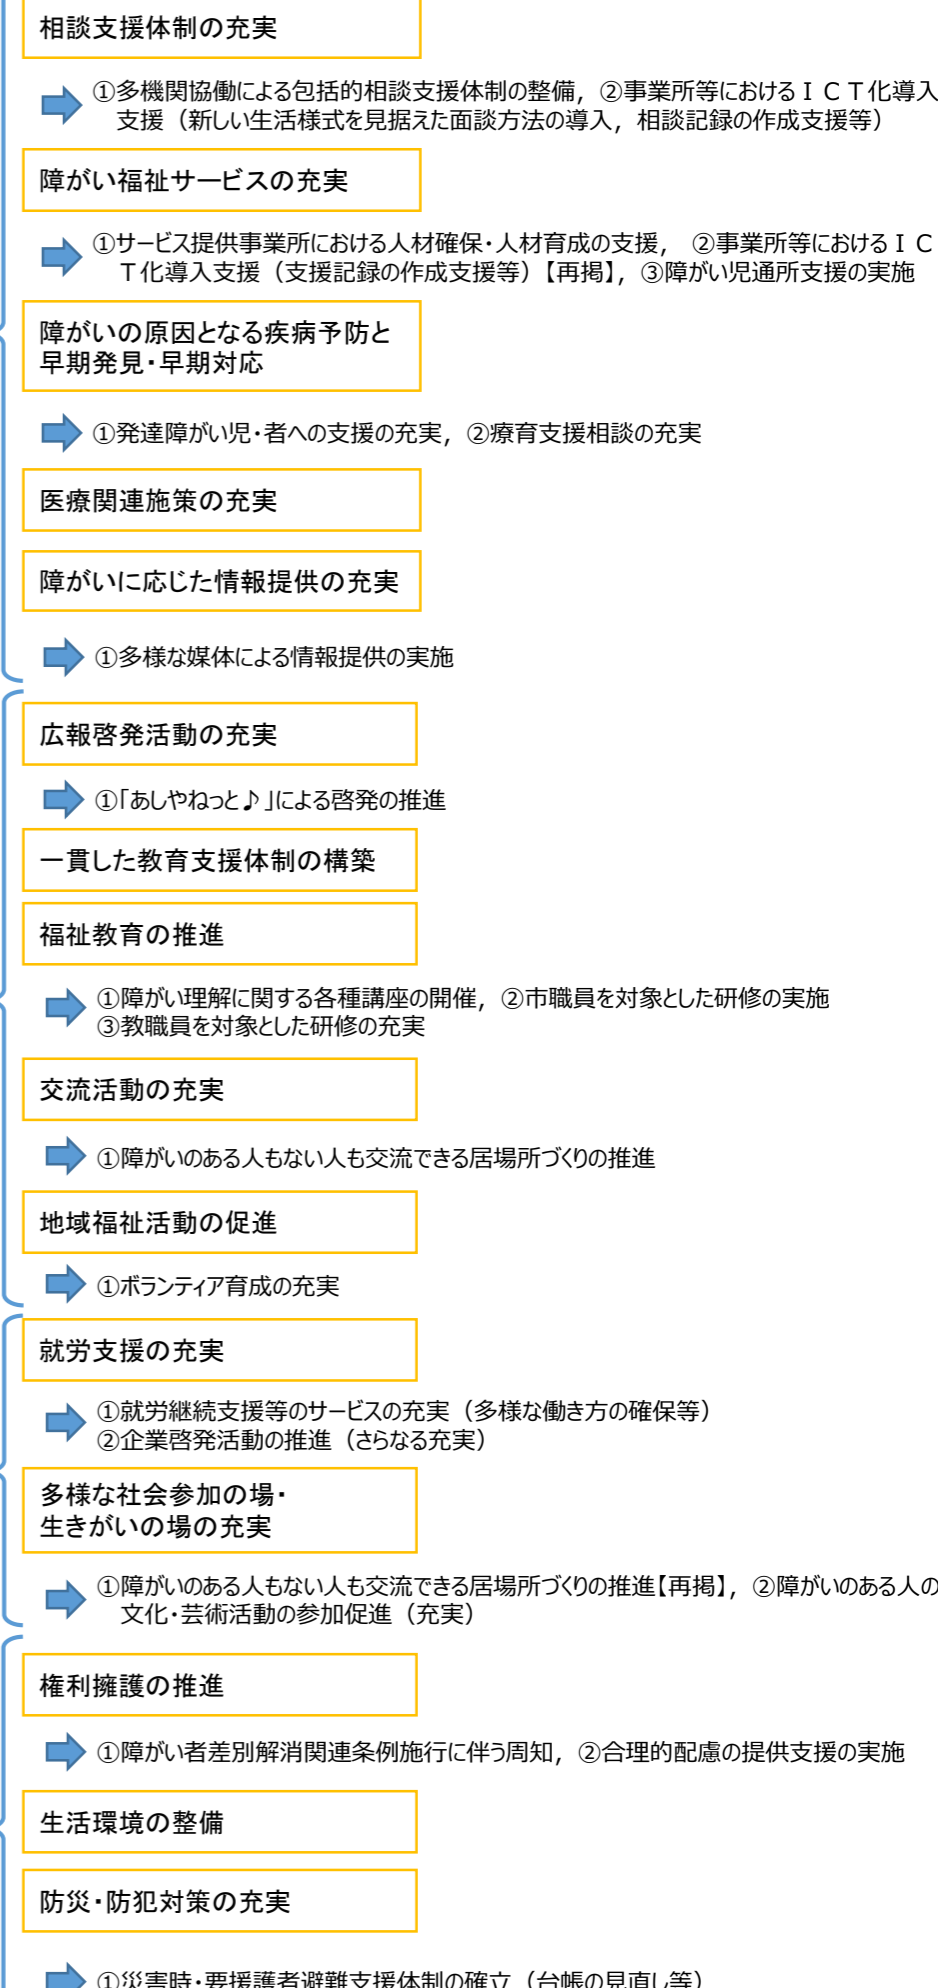 相談支援体制の充実
①多機関協働による包括的相談支援体制の整備，②事業所等におけるＩＣＴ化導入
支援（新しい生活様式を見据えた面談方法の導入，相談記録の作成支援等）
障がい福祉サービスの充実
①サービス提供事業所における人材確保・人材育成の支援，　②事業所等におけるＩＣ
Ｔ化導入支援（支援記録の作成支援等）【再掲】，③障がい児通所支援の実施
障がいの原因となる疾病予防と
早期発見・早期対応
①発達障がい児・者への支援の充実，②療育支援相談の充実
医療関連施策の充実
障がいに応じた情報提供の充実
①多様な媒体による情報提供の実施
広報啓発活動の充実
①「あしやねっと♪」による啓発の推進
一貫した教育支援体制の構築
福祉教育の推進
①障がい理解に関する各種講座の開催，②市職員を対象とした研修の実施
③教職員を対象とした研修の充実
交流活動の充実
①障がいのある人もない人も交流できる居場所づくりの推進
地域福祉活動の促進
①ボランティア育成の充実
就労支援の充実
①就労継続支援等のサービスの充実（多様な働き方の確保等）
②企業啓発活動の推進（さらなる充実）
多様な社会参加の場・
生きがいの場の充実
①障がいのある人もない人も交流できる居場所づくりの推進【再掲】，②障がいのある人の
文化・芸術活動の参加促進（充実）
権利擁護の推進
①障がい者差別解消関連条例施行に伴う周知，②合理的配慮の提供支援の実施
生活環境の整備
防災・防犯対策の充実
①災害時・要援護者避難支援体制の確立（台帳の見直し等）